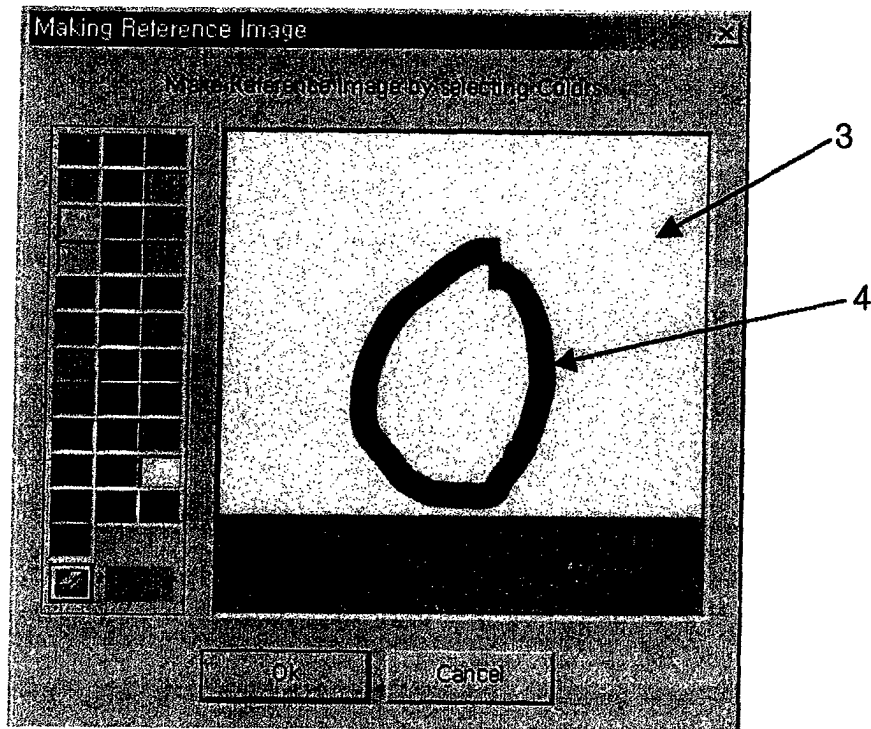 Making Reference Image
Make Reference Image by selecting Colors
3
4
Ok
Cancel